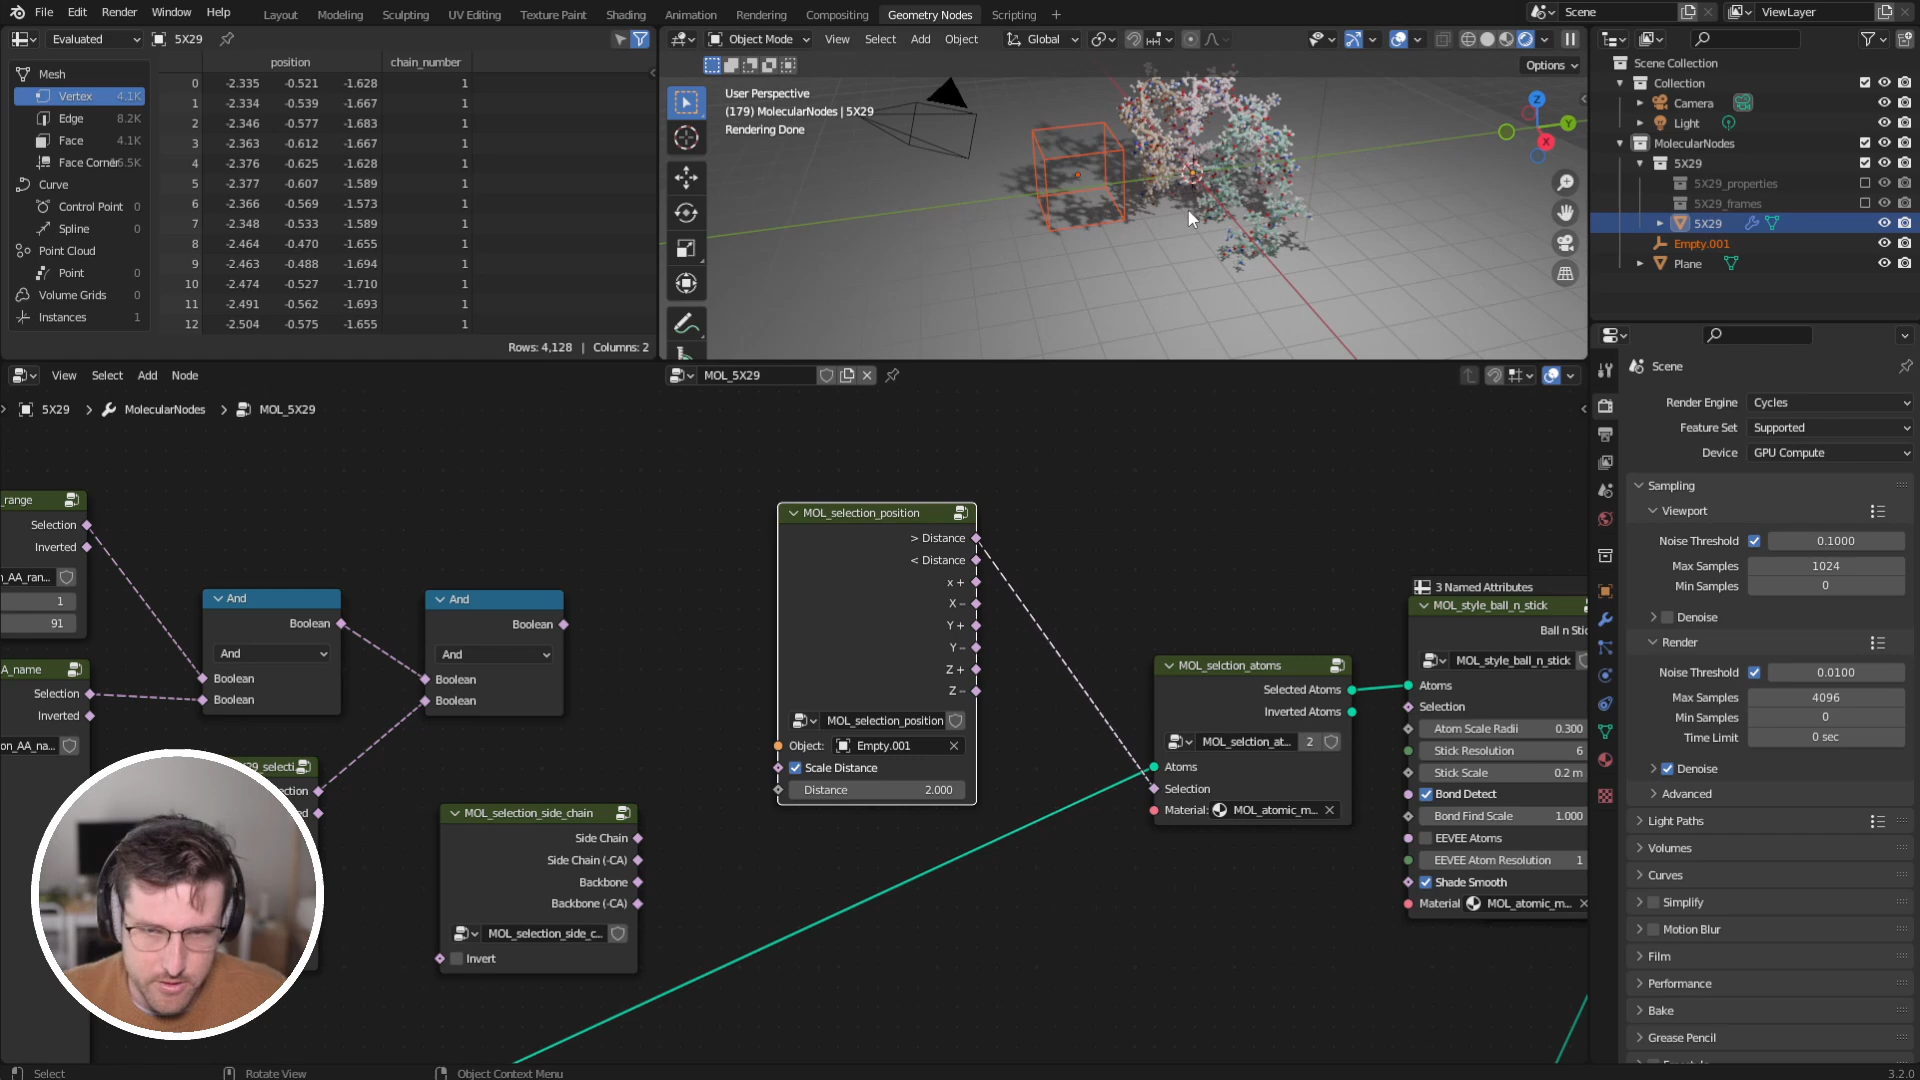 File Edit Render Window Help Layout Modeling Sculpting UV Editing Texture Paint Shading Animation Rendering Compositing Geometry Nodes Scripting + Scene ViewLayer
Evaluated 5X29 Object Mode View Select Add Object Global
Options
position chain_number
Mesh
Vertex 4.1K
Edge 8.2K
Face 4.1K
Face Corner 16.5K
Curve
Control Point 0
Spline 0
Point Cloud
Point 0
Volume Grids 0
Instances 1
0 -2.335 -0.521 -1.628 1
1 -2.334 -0.539 -1.667 1
2 -2.346 -0.577 -1.683 1
3 -2.363 -0.612 -1.667 1
4 -2.376 -0.625 -1.628 1
5 -2.377 -0.607 -1.589 1
6 -2.366 -0.569 -1.573 1
7 -2.348 -0.533 -1.589 1
8 -2.464 -0.470 -1.655 1
9 -2.463 -0.488 -1.694 1
10 -2.474 -0.527 -1.710 1
11 -2.491 -0.562 -1.693 1
12 -2.504 -0.575 -1.655 1
Rows: 4,128 | Columns: 2
User Perspective
(179) MolecularNodes | 5X29
Rendering Done
Z
Y
X
Scene Collection
Collection
Camera
Light
MolecularNodes
5X29
5X29_properties
5X29_frames
5X29
Empty.001
Plane
View Select Add Node MOL_5X29
5X29 MolecularNodes MOL_5X29
_range
Selection
Inverted
n_AA_ran...
1
91
A_name
Selection
Inverted
on_AA_na...
And
Boolean
And
Boolean
Boolean
And
Boolean
And
Boolean
Boolean
MOL_selection_side_chain
Side Chain
Side Chain (-CA)
Backbone
Backbone (-CA)
MOL_selection_side_c...
Invert
MOL_selection_position
> Distance
< Distance
x +
X -
Y +
Y -
Z +
Z -
MOL_selection_position
Object: Empty.001
Scale Distance
Distance 2.000
MOL_selction_atoms
Selected Atoms
Inverted Atoms
MOL_selction_at... 2
Atoms
Selection
Material: MOL_atomic_m...
3 Named Attributes
MOL_style_ball_n_stick
Ball n Stic
MOL_style_ball_n_stick
Atoms
Selection
Atom Scale Radii 0.300
Stick Resolution 6
Stick Scale 0.2 m
Bond Detect
Bond Find Scale 1.000
EEVEE Atoms
EEVEE Atom Resolution 1
Shade Smooth
Material MOL_atomic_m...
Scene
Render Engine Cycles
Feature Set Supported
Device GPU Compute
Sampling
Viewport
Noise Threshold 0.1000
Max Samples 1024
Min Samples 0
Denoise
Render
Noise Threshold 0.0100
Max Samples 4096
Min Samples 0
Time Limit 0 sec
Denoise
Advanced
Light Paths
Volumes
Curves
Simplify
Motion Blur
Film
Performance
Bake
Grease Pencil
Select Rotate View Object Context Menu 3.2.0